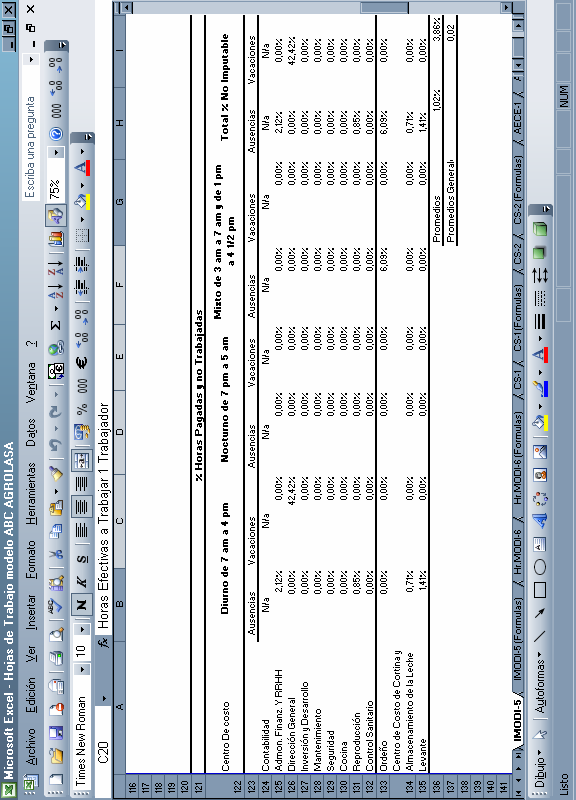 Microsoft Excel - Hojas de Trabajo modelo ABC AGROLASA
Archivo Edición Ver Insertar Formato Herramientas Datos Ventana ? Escriba una pregunta
75%
Times New Roman 10 N K S % 000 €
C20 fx Horas Efectivas a Trabajar 1 Trabajador
A B C D E F G H I
116
117
118
119
120
121 % Horas Pagadas y no Trabajadas
122 Centro De costo Diurno de 7 am a 4 pm Nocturno de 7 pm a 5 am Mixto de 3 am a 7 am y de 1 pm a 4 1/2 pm Total % No Imputable
123 Ausencias Vacaciones Ausencias Vacaciones Ausencias Vacaciones Ausencias Vacaciones
124 Contabilidad N/a N/a N/a N/a N/a N/a N/a N/a
125 Admon. Finanz. Y RRHH 2,12% 0,00% 0,00% 0,00% 0,00% 0,00% 2,12% 0,00%
126 Dirección General 0,00% 42,42% 0,00% 0,00% 0,00% 0,00% 0,00% 42,42%
127 Inversión y Desarrollo 0,00% 0,00% 0,00% 0,00% 0,00% 0,00% 0,00% 0,00%
128 Mantenimiento 0,00% 0,00% 0,00% 0,00% 0,00% 0,00% 0,00% 0,00%
129 Seguridad 0,00% 0,00% 0,00% 0,00% 0,00% 0,00% 0,00% 0,00%
130 Cocina 0,00% 0,00% 0,00% 0,00% 0,00% 0,00% 0,00% 0,00%
131 Reproducción 0,85% 0,00% 0,00% 0,00% 0,00% 0,00% 0,85% 0,00%
132 Control Sanitario 0,00% 0,00% 0,00% 0,00% 0,00% 0,00% 0,00% 0,00%
133 Ordeño 0,00% 0,00% 0,00% 0,00% 6,09% 0,00% 6,09% 0,00%
Centro de Costo de Cortina y
134 Almacenamiento de la Leche 0,71% 0,00% 0,00% 0,00% 0,00% 0,00% 0,71% 0,00%
135 Levante 1,41% 0,00% 0,00% 0,00% 0,00% 0,00% 1,41% 0,00%
136 Promedios 1,02% 3,86%
137 Promedios General 0,02
138
139
140
141
IMODI-5 IMODI-5 (Formulas) Hr.MODI-6 Hr.MODI-6 (Formulas) CS-1 CS-1 (Formulas) CS-2 CS-2 (Formulas) AECE-1
Dibujo Autoformas
Listo NUM